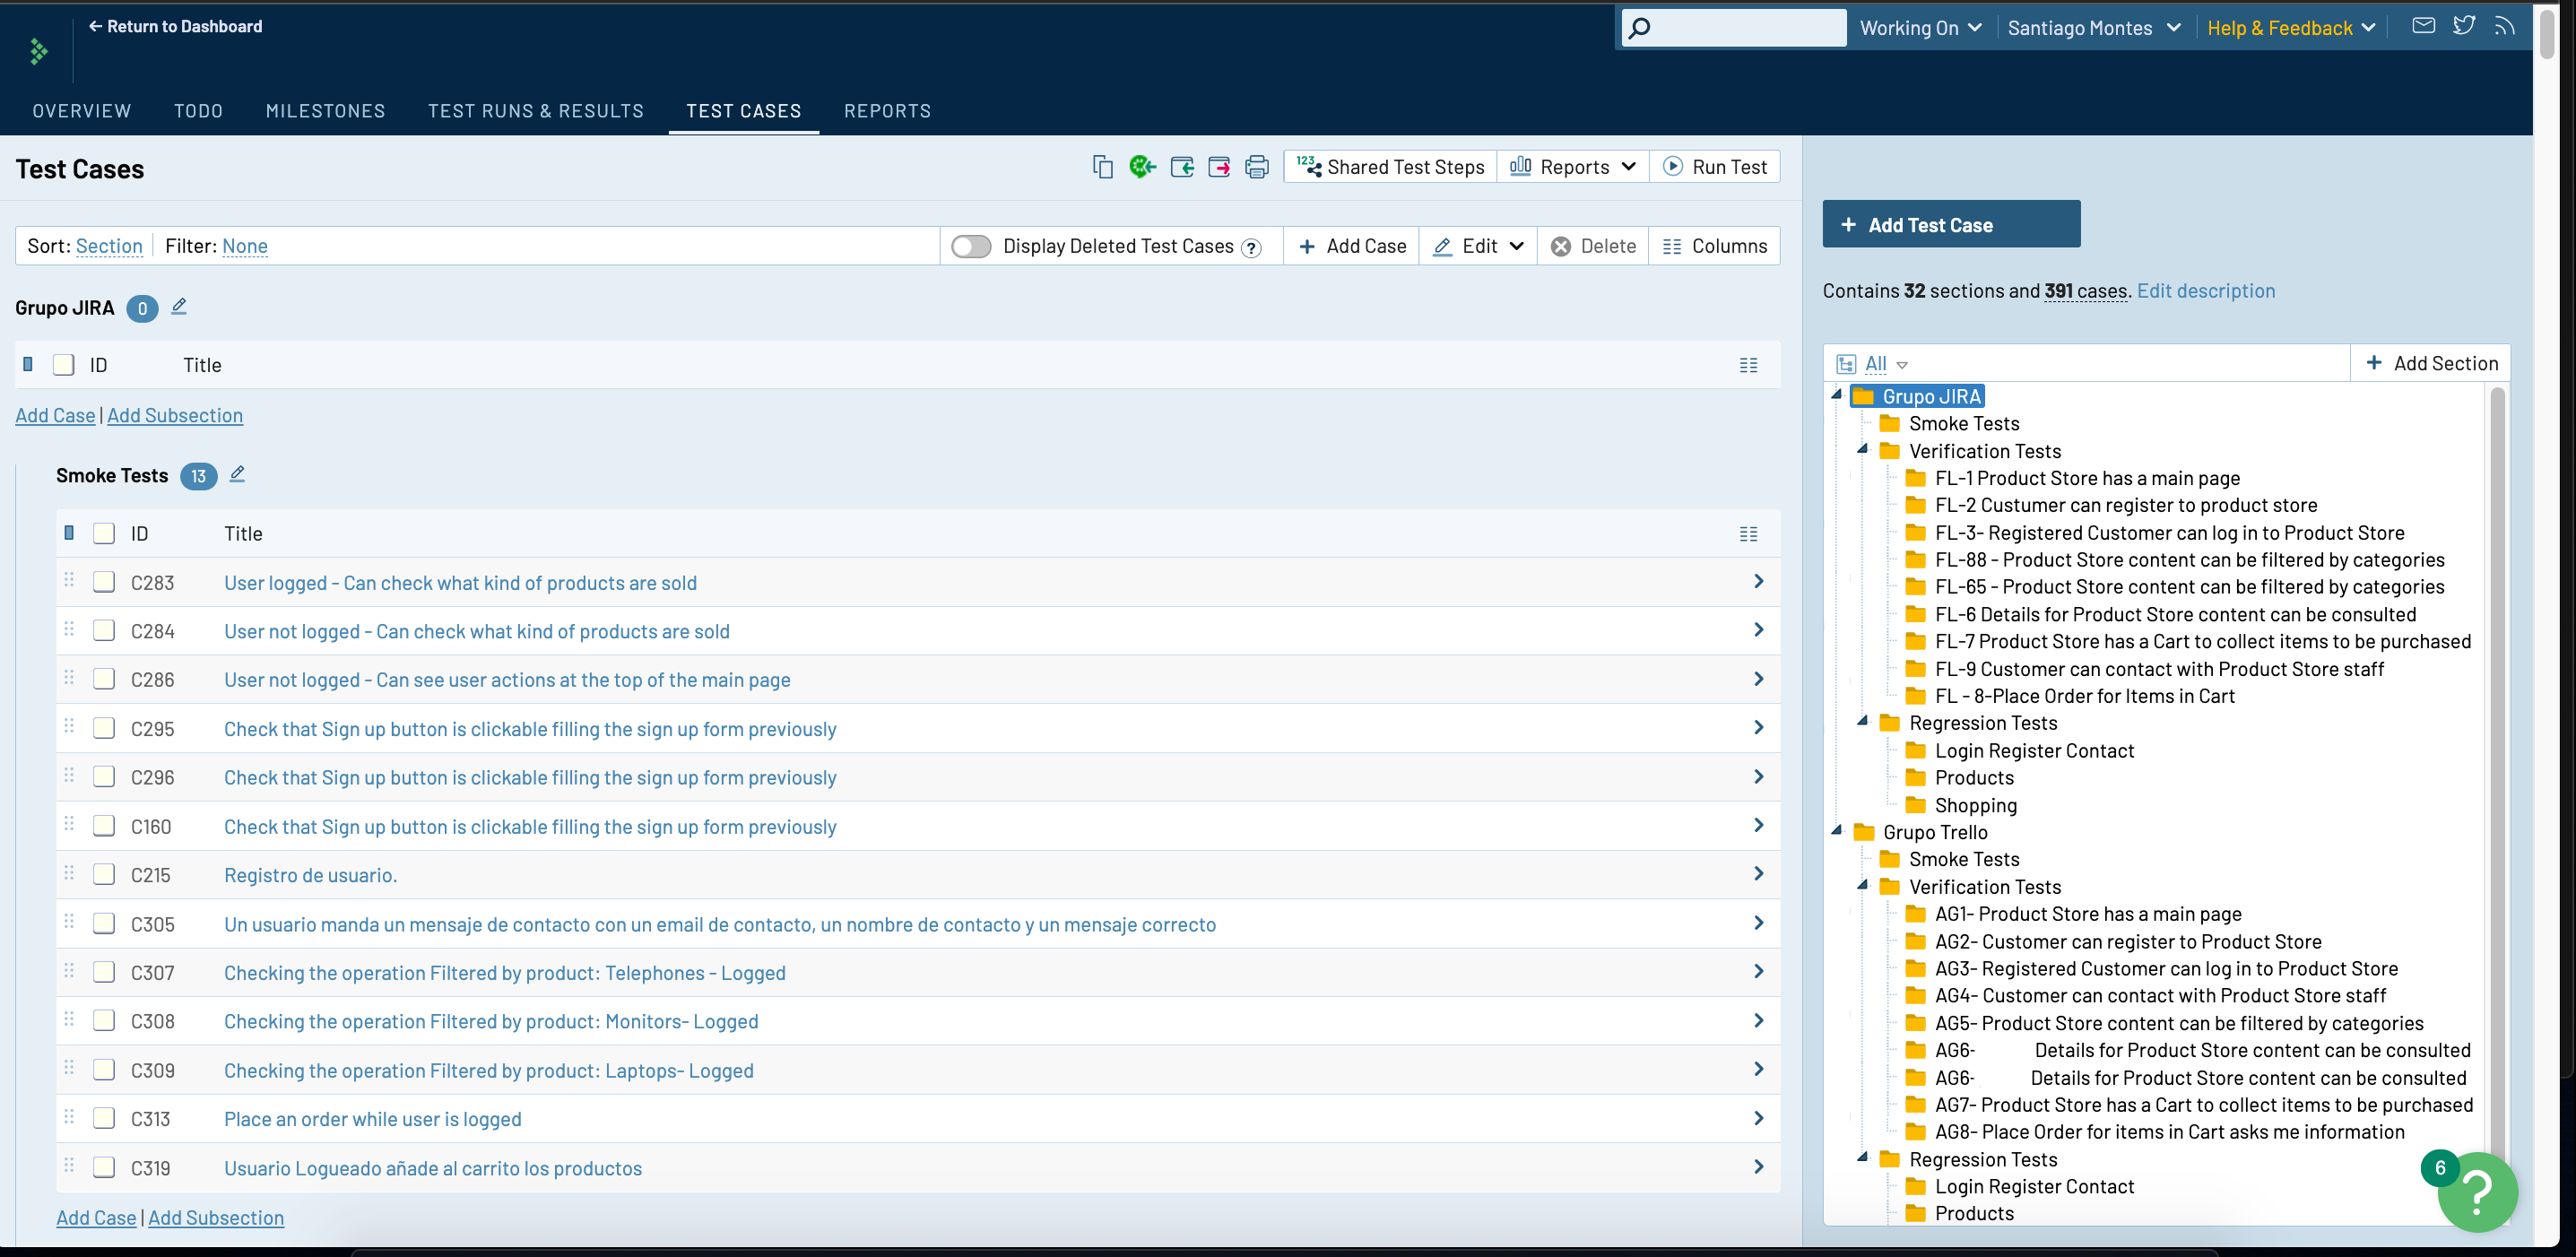 ← Return to Dashboard
Working On
Santiago Montes
Help & Feedback
OVERVIEW TODO MILESTONES TEST RUNS & RESULTS TEST CASES REPORTS
Test Cases
123 Shared Test Steps
Reports
Run Test
Sort: Section Filter: None
Display Deleted Test Cases ?
+ Add Case
Edit
Delete
Columns
Grupo JIRA 0
ID Title
Add Case | Add Subsection
Smoke Tests 13
ID Title
C283 User logged - Can check what kind of products are sold
C284 User not logged - Can check what kind of products are sold
C286 User not logged - Can see user actions at the top of the main page
C295 Check that Sign up button is clickable filling the sign up form previously
C296 Check that Sign up button is clickable filling the sign up form previously
C160 Check that Sign up button is clickable filling the sign up form previously
C215 Registro de usuario.
C305 Un usuario manda un mensaje de contacto con un email de contacto, un nombre de contacto y un mensaje correcto
C307 Checking the operation Filtered by product: Telephones - Logged
C308 Checking the operation Filtered by product: Monitors- Logged
C309 Checking the operation Filtered by product: Laptops- Logged
C313 Place an order while user is logged
C319 Usuario Logueado añade al carrito los productos
Add Case | Add Subsection
+ Add Test Case
Contains 32 sections and 391 cases. Edit description
All
+ Add Section
Grupo JIRA
Smoke Tests
Verification Tests
FL-1 Product Store has a main page
FL-2 Custumer can register to product store
FL-3- Registered Customer can log in to Product Store
FL-88 - Product Store content can be filtered by categories
FL-65 - Product Store content can be filtered by categories
FL-6 Details for Product Store content can be consulted
FL-7 Product Store has a Cart to collect items to be purchased
FL-9 Customer can contact with Product Store staff
FL - 8-Place Order for Items in Cart
Regression Tests
Login Register Contact
Products
Shopping
Grupo Trello
Smoke Tests
Verification Tests
AG1- Product Store has a main page
AG2- Customer can register to Product Store
AG3- Registered Customer can log in to Product Store
AG4- Customer can contact with Product Store staff
AG5- Product Store content can be filtered by categories
AG6- Details for Product Store content can be consulted
AG6- Details for Product Store content can be consulted
AG7- Product Store has a Cart to collect items to be purchased
AG8- Place Order for items in Cart asks me information
Regression Tests
Login Register Contact
Products
6
?